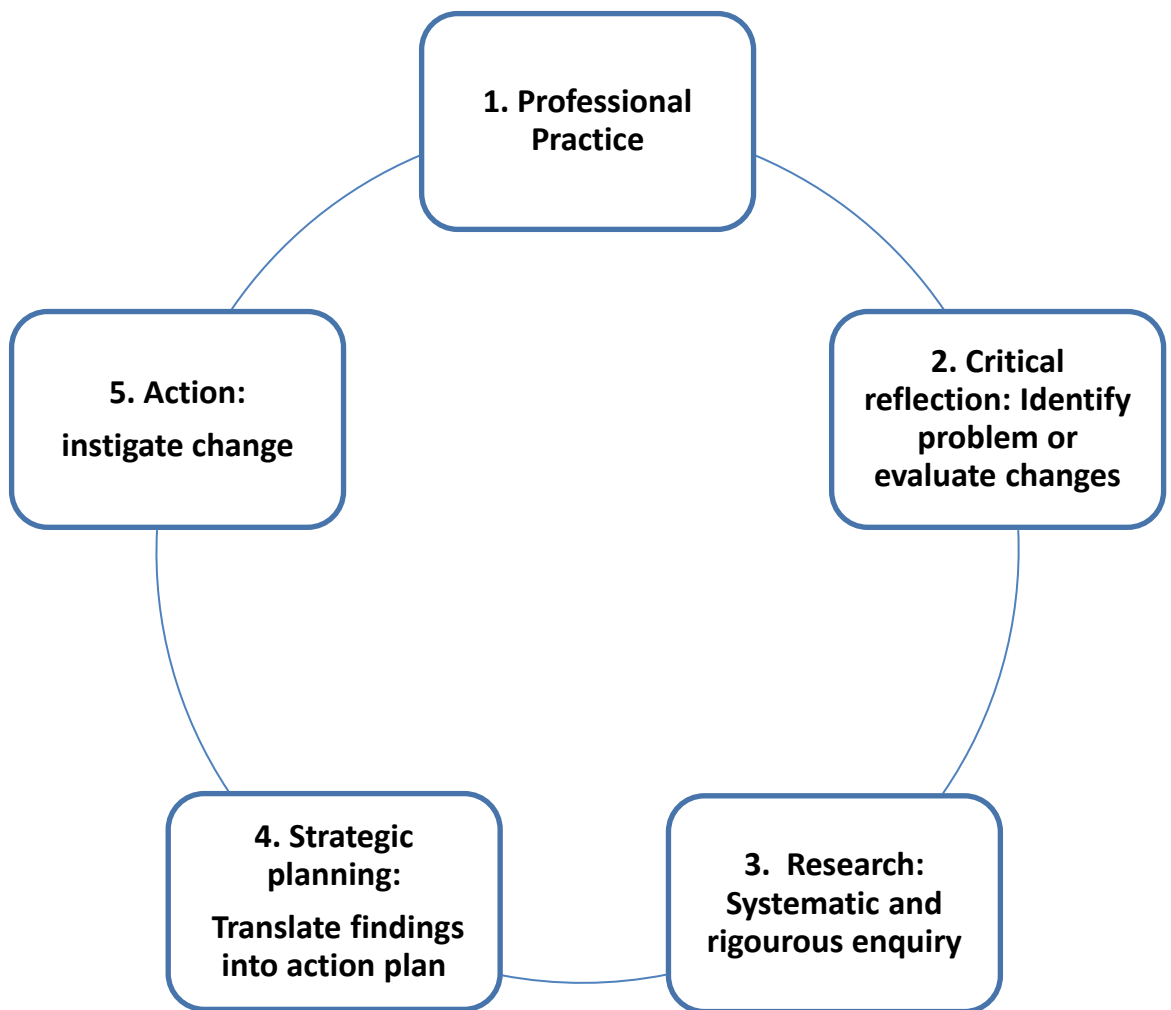 1. Professional
Practice
2. Critical
reflection: Identify
problem or
evaluate changes
3. Research:
Systematic and
rigourous enquiry
4. Strategic
planning:
Translate findings
into action plan
5. Action:
instigate change